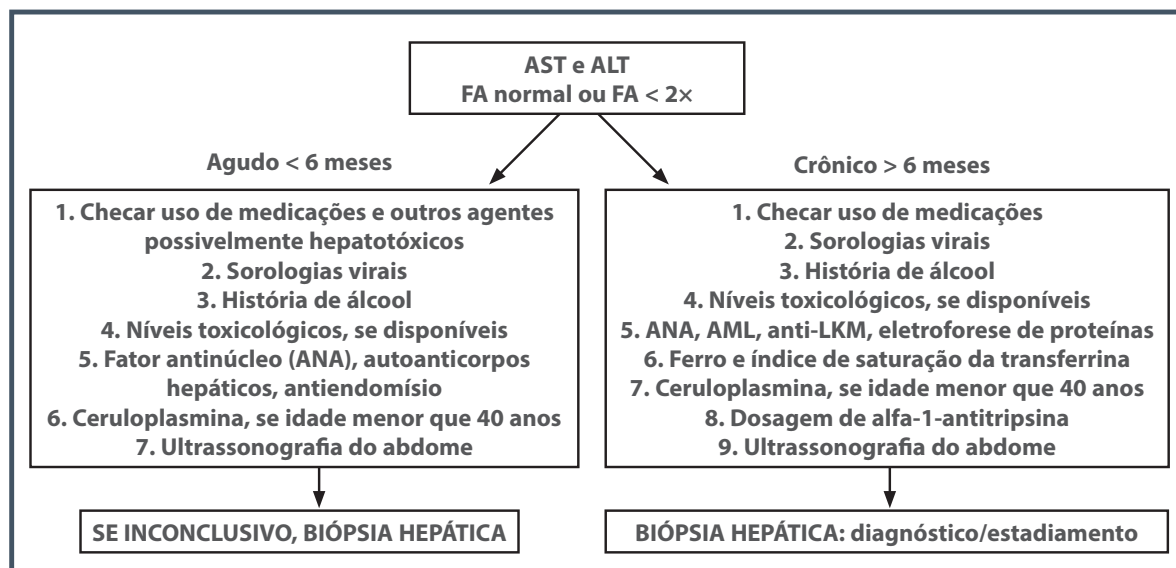 AST e ALT
FA normal ou FA < 2×
Agudo < 6 meses
1. Checar uso de medicações e outros agentes
possivelmente hepatotóxicos
2. Sorologias virais
3. História de álcool
4. Níveis toxicológicos, se disponíveis
5. Fator antinúcleo (ANA), autoanticorpos
hepáticos, antiendomísio
6. Ceruloplasmina, se idade menor que 40 anos
7. Ultrassonografia do abdome
SE INCONCLUSIVO, BIÓPSIA HEPÁTICA
Crônico > 6 meses
1. Checar uso de medicações
2. Sorologias virais
3. História de álcool
4. Níveis toxicológicos, se disponíveis
5. ANA, AML, anti-LKM, eletroforese de proteínas
6. Ferro e índice de saturação da transferrina
7. Ceruloplasmina, se idade menor que 40 anos
8. Dosagem de alfa-1-antitripsina
9. Ultrassonografia do abdome
BIÓPSIA HEPÁTICA: diagnóstico/estadiamento